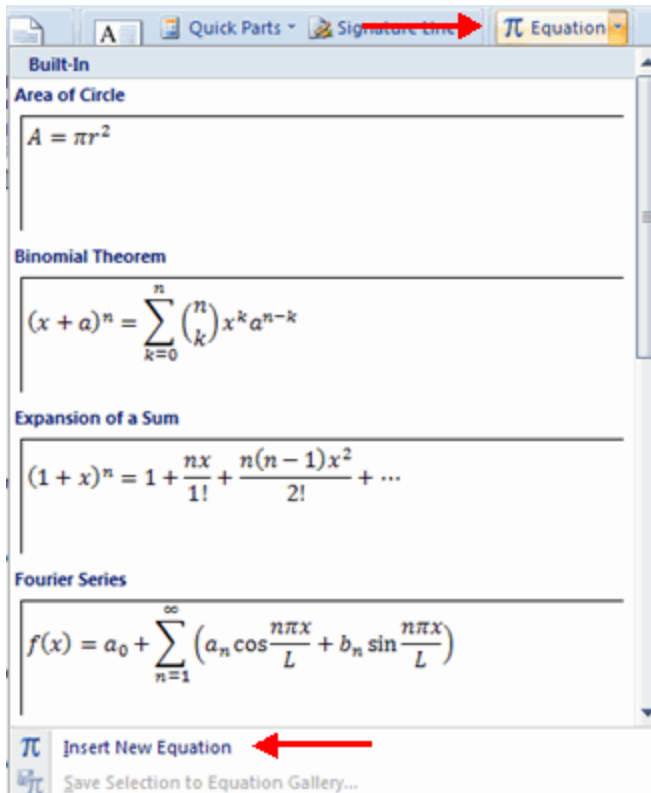 A Quick Parts Signature Line π Equation
Built-In
Area of Circle
A = πr²
Binomial Theorem
(x + a)ⁿ = ∑ₖ₌₀ⁿ (n k) xᵏaⁿ⁻ᵏ
Expansion of a Sum
(1 + x)ⁿ = 1 + nx/1! + n(n − 1)x²/2! + ⋯
Fourier Series
f(x) = a₀ + ∑ₙ₌₁^∞ (aₙ cos nπx/L + bₙ sin nπx/L)
π Insert New Equation
π Save Selection to Equation Gallery...